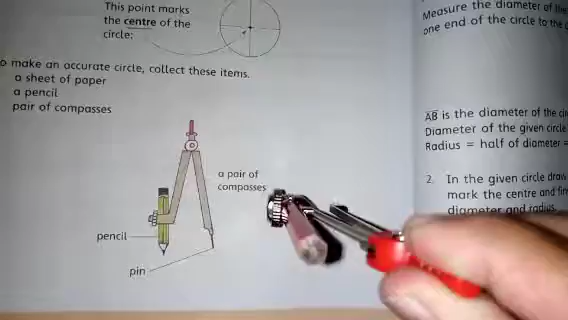 This point marks
the centre of the
circle:
o make an accurate circle, collect these items.
a sheet of paper
a pencil
pair of compasses
a pair of
compasses
pencil
pin
Measure the diameter of the
one end of the circle to the
AB is the diameter of the
Diameter of the given circle
Radius = half of diameter =
2. In the given circle draw
mark the centre and
diameter and radius.